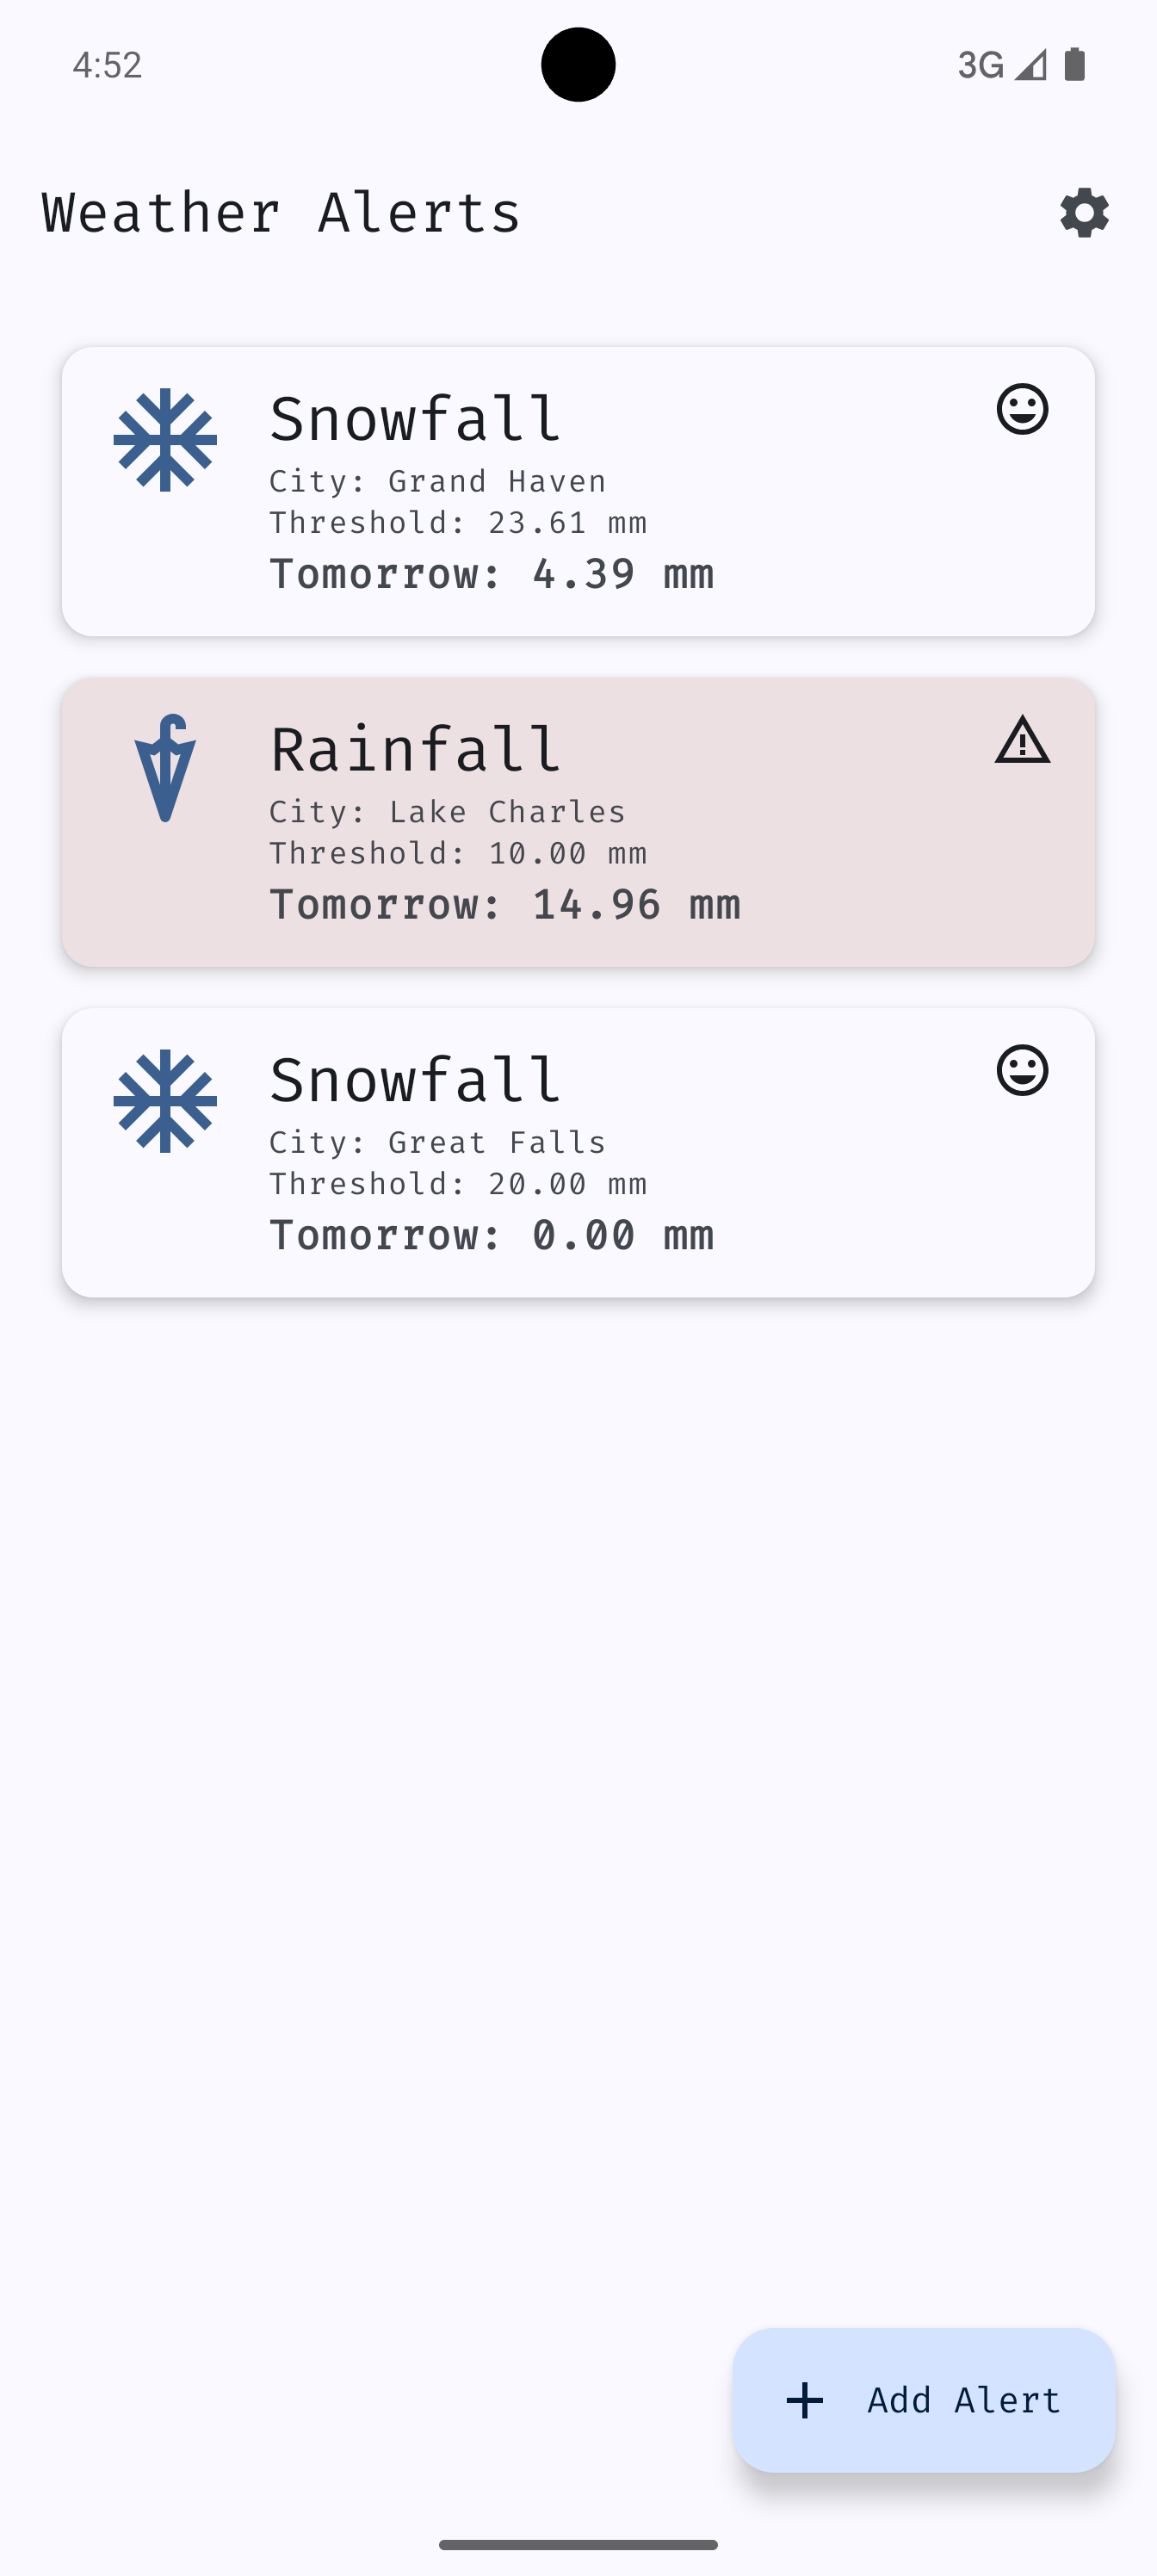 4:52
3G
Weather Alerts
Snowfall
City: Grand Haven
Threshold: 23.61 mm
Tomorrow: 4.39 mm
Rainfall
City: Lake Charles
Threshold: 10.00 mm
Tomorrow: 14.96 mm
Snowfall
City: Great Falls
Threshold: 20.00 mm
Tomorrow: 0.00 mm
Add Alert